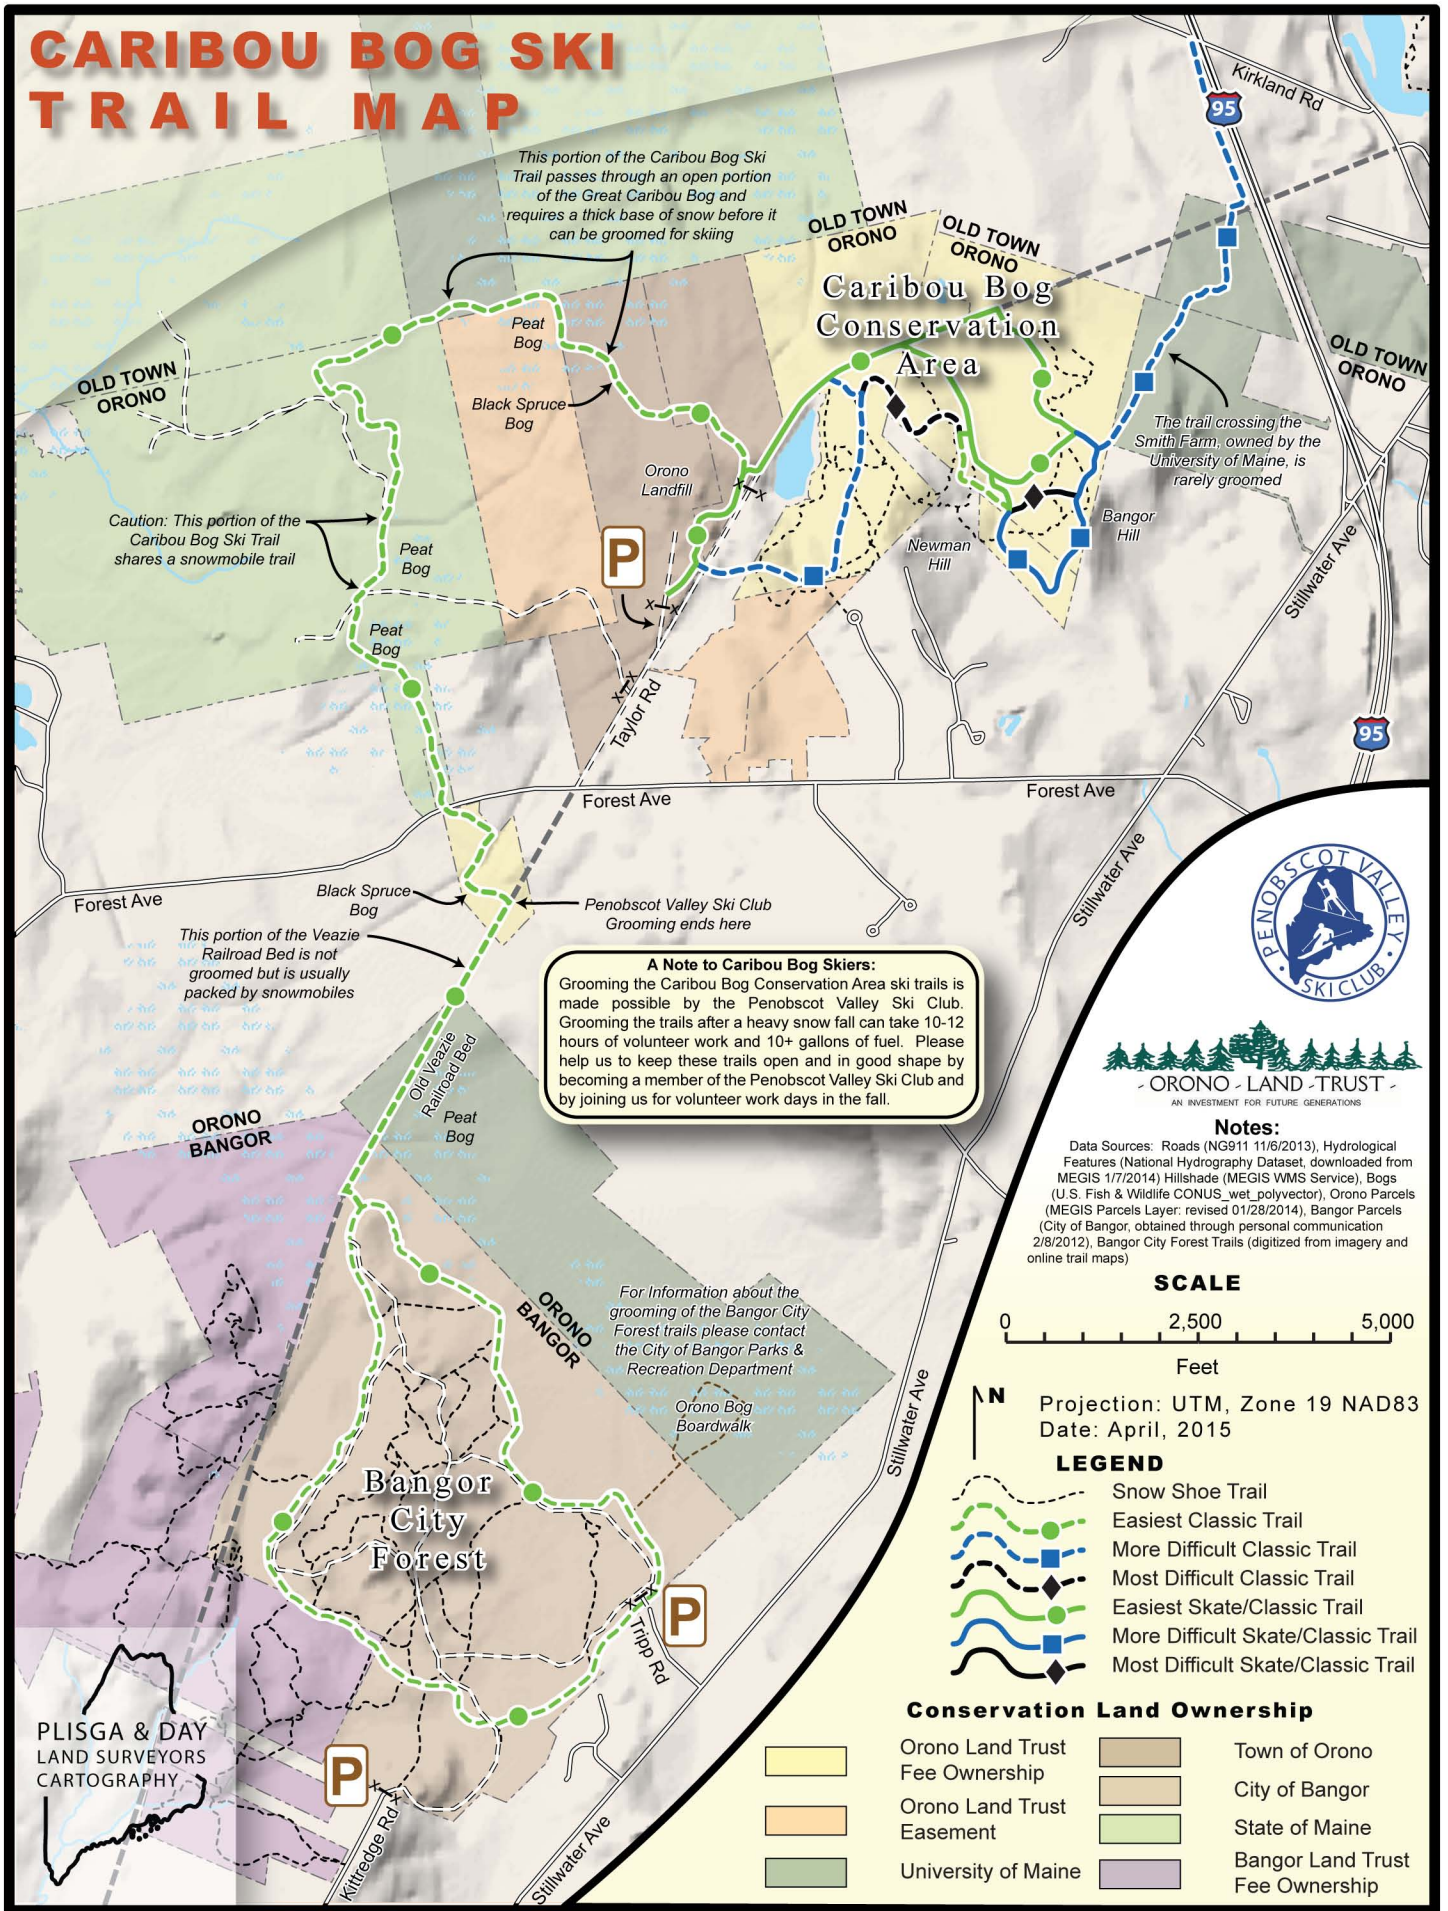 CARIBOU BOG SKI
TRAIL MAP
This portion of the Caribou Bog Ski
Trail passes through an open portion
of the Great Caribou Bog and
requires a thick base of snow before it
can be groomed for skiing
95
Kirkland Rd
OLD TOWN
ORONO
OLD TOWN
ORONO
Caribou Bog
Conservation
Area
Peat
Bog
OLD TOWN
ORONO
OLD TOWN
ORONO
Black Spruce
Bog
The trail crossing the
Smith Farm, owned by the
University of Maine, is
rarely groomed
Orono
Landfill
Caution: This portion of the
Caribou Bog Ski Trail
shares a snowmobile trail
Peat
Bog
P
Newman
Hill
Bangor
Hill
Stillwater Ave
Peat
Bog
Taylor Rd
95
Forest Ave
Forest Ave
Stillwater Ave
Forest Ave
Black Spruce
Bog
Penobscot Valley Ski Club
Grooming ends here
This portion of the Veazie
Railroad Bed is not
groomed but is usually
packed by snowmobiles
A Note to Caribou Bog Skiers:
Grooming the Caribou Bog Conservation Area ski trails is
made possible by the Penobscot Valley Ski Club.
Grooming the trails after a heavy snow fall can take 10-12
hours of volunteer work and 10+ gallons of fuel. Please
help us to keep these trails open and in good shape by
becoming a member of the Penobscot Valley Ski Club and
by joining us for volunteer work days in the fall.
Old Veazie
Railroad Bed
Peat
Bog
ORONO
BANGOR
PENOBSCOT VALLEY
SKI CLUB
- ORONO - LAND - TRUST -
AN INVESTMENT FOR FUTURE GENERATIONS
Notes:
Data Sources: Roads (NG911 11/6/2013), Hydrological
Features (National Hydrography Dataset, downloaded from
MEGIS 1/7/2014) Hillshade (MEGIS WMS Service), Bogs
(U.S. Fish & Wildlife CONUS_wet_polyvector), Orono Parcels
(MEGIS Parcels Layer: revised 01/28/2014), Bangor Parcels
(City of Bangor, obtained through personal communication
2/8/2012), Bangor City Forest Trails (digitized from imagery and
online trail maps)
SCALE
0 2,500 5,000
Feet
N
Projection: UTM, Zone 19 NAD83
Date: April, 2015
ORONO
BANGOR
For Information about the
grooming of the Bangor City
Forest trails please contact
the City of Bangor Parks &
Recreation Department
Orono Bog
Boardwalk
Stillwater Ave
Bangor
City
Forest
P
Tripp Rd
LEGEND
Snow Shoe Trail
Easiest Classic Trail
More Difficult Classic Trail
Most Difficult Classic Trail
Easiest Skate/Classic Trail
More Difficult Skate/Classic Trail
Most Difficult Skate/Classic Trail
Conservation Land Ownership
Orono Land Trust
Fee Ownership
Orono Land Trust
Easement
University of Maine
Town of Orono
City of Bangor
State of Maine
Bangor Land Trust
Fee Ownership
PLISGA & DAY
LAND SURVEYORS
CARTOGRAPHY
P
Kittredge Rd
Stillwater Ave